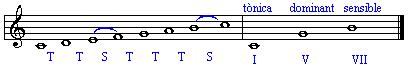 tònica dominant sensible
T T S T T T S I V VII